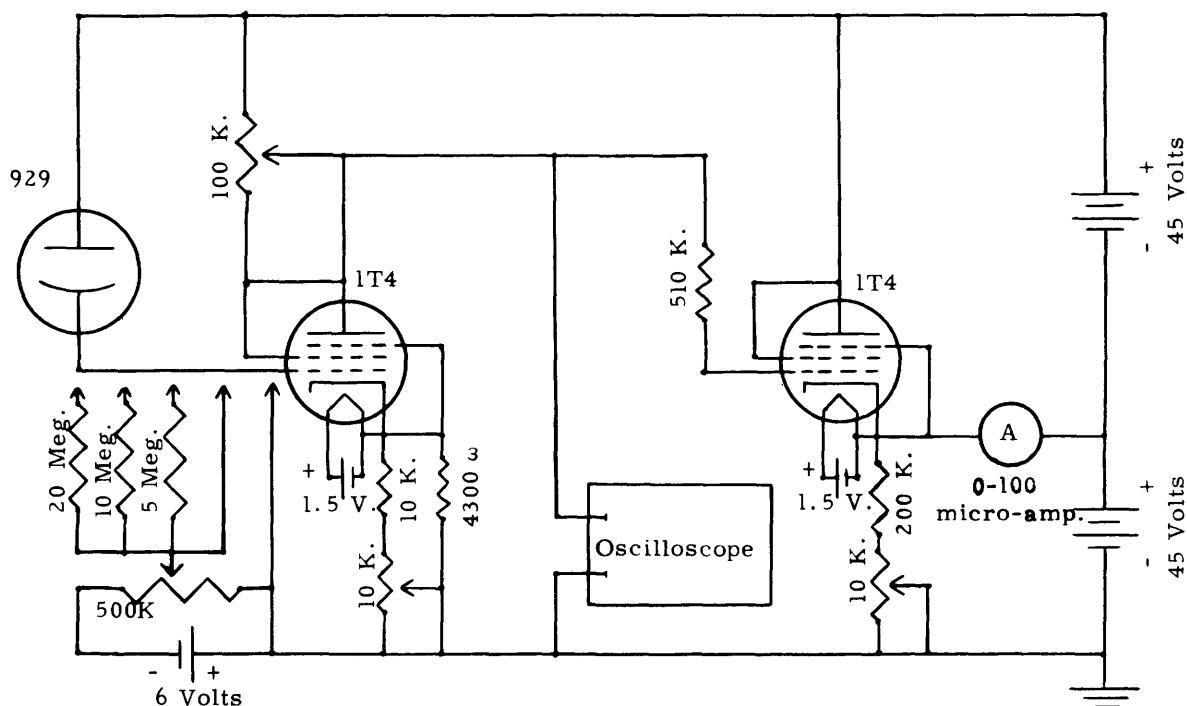 929
100 K.
1T4
510 K.
1T4
+
45 Volts
-
20 Meg.
10 Meg.
5 Meg.
+
1.5 V.
10 K.
4300 ω
10 K.
Oscilloscope
+
1.5 V.
200 K.
10 K.
A
0-100
micro-amp.
+
45 Volts
-
500K
- +
6 Volts